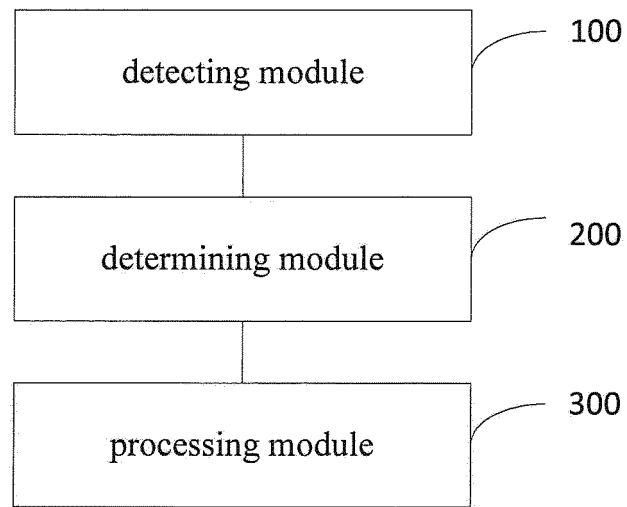 detecting module
100
determining module
200
processing module
300